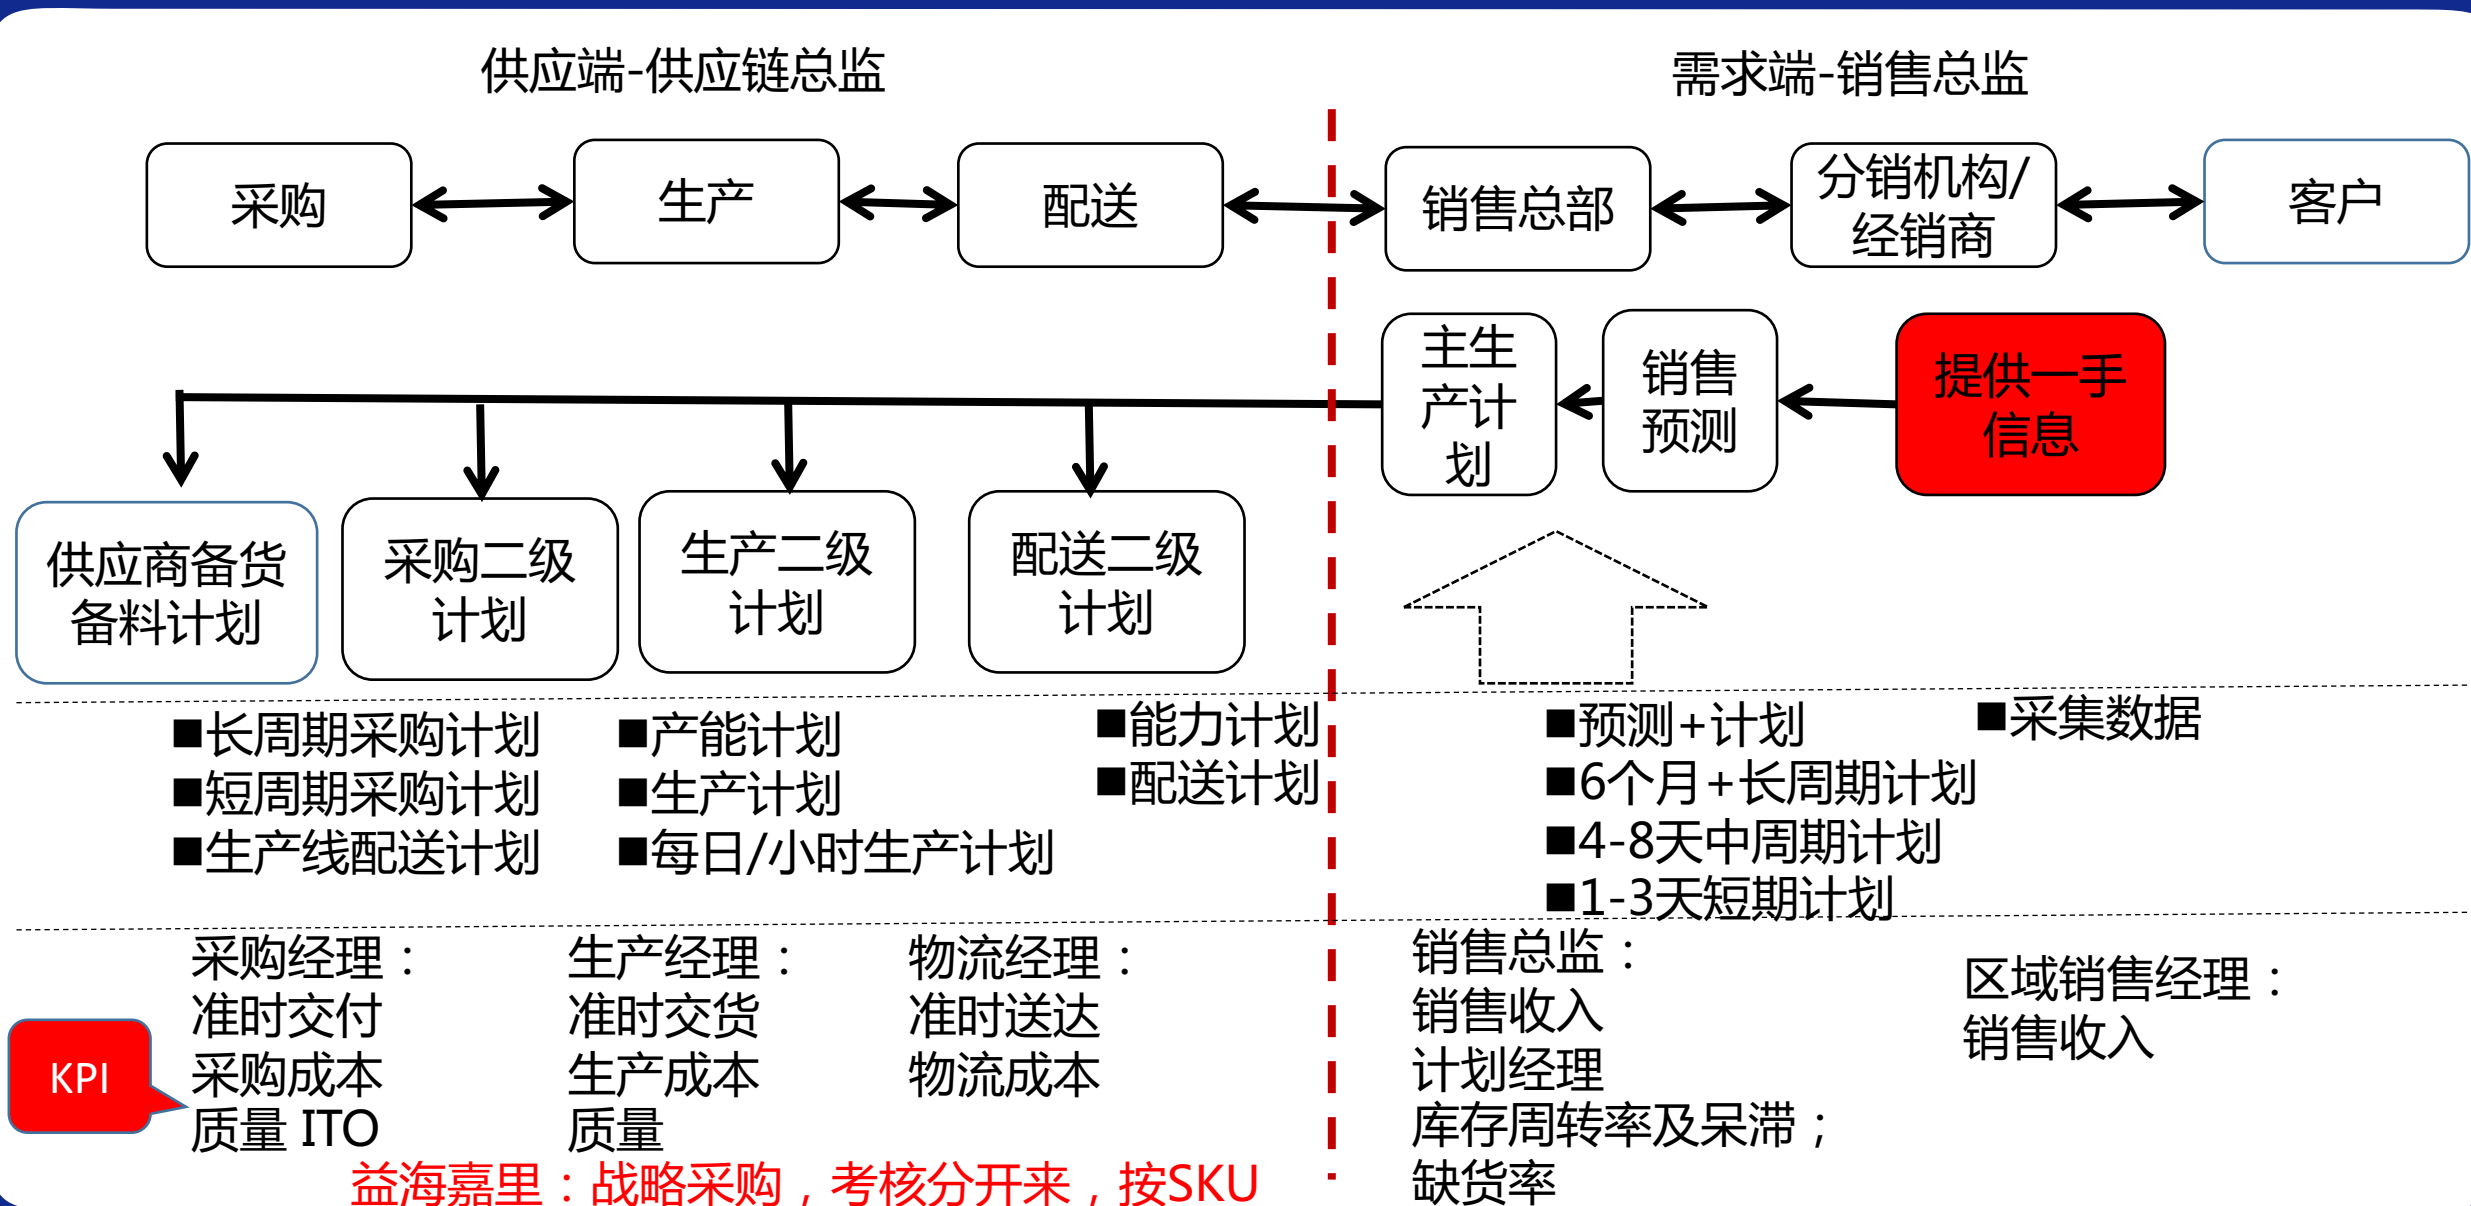 供应端-供应链总监
需求端-销售总监
采购
生产
配送
销售总部
分销机构/
经销商
客户
主生
产计
划
销售
预测
提供一手
信息
供应商备货
备料计划
采购二级
计划
生产二级
计划
配送二级
计划
■长周期采购计划
■短周期采购计划
■生产线配送计划
■产能计划
■生产计划
■每日/小时生产计划
■能力计划
■配送计划
■预测+计划
■6个月+长周期计划
■4-8天中周期计划
■1-3天短期计划
■采集数据
KPI
采购经理：
准时交付
采购成本
质量 ITO
生产经理：
准时交货
生产成本
质量
物流经理：
准时送达
物流成本
销售总监：
销售收入
计划经理
库存周转率及呆滞；
缺货率
区域销售经理：
销售收入
益海嘉里：战略采购，考核分开来，按SKU